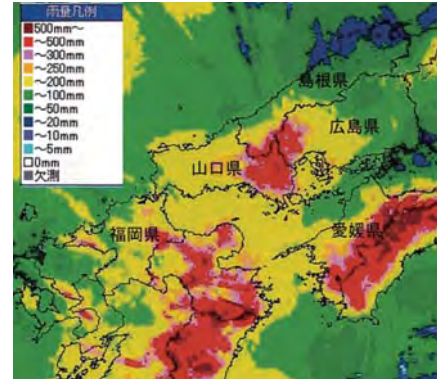 雨量凡例
500mm～
～500mm
～300mm
～250mm
～200mm
～100mm
～50mm
～20mm
～10mm
～5mm
0mm
欠測
島根県
広島県
山口県
福岡県
愛媛県